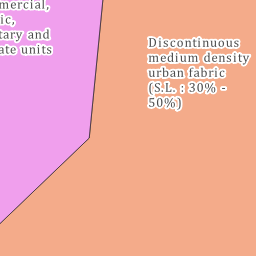 mercial,
ic,
tary and
ate units
Discontinuous
medium density
urban fabric
(S.L. : 30% -
50%)